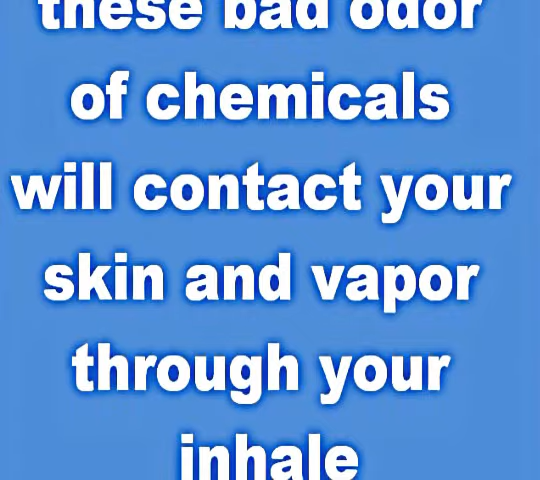 these bad odor
of chemicals
will contact your
skin and vapor
through your
inhale